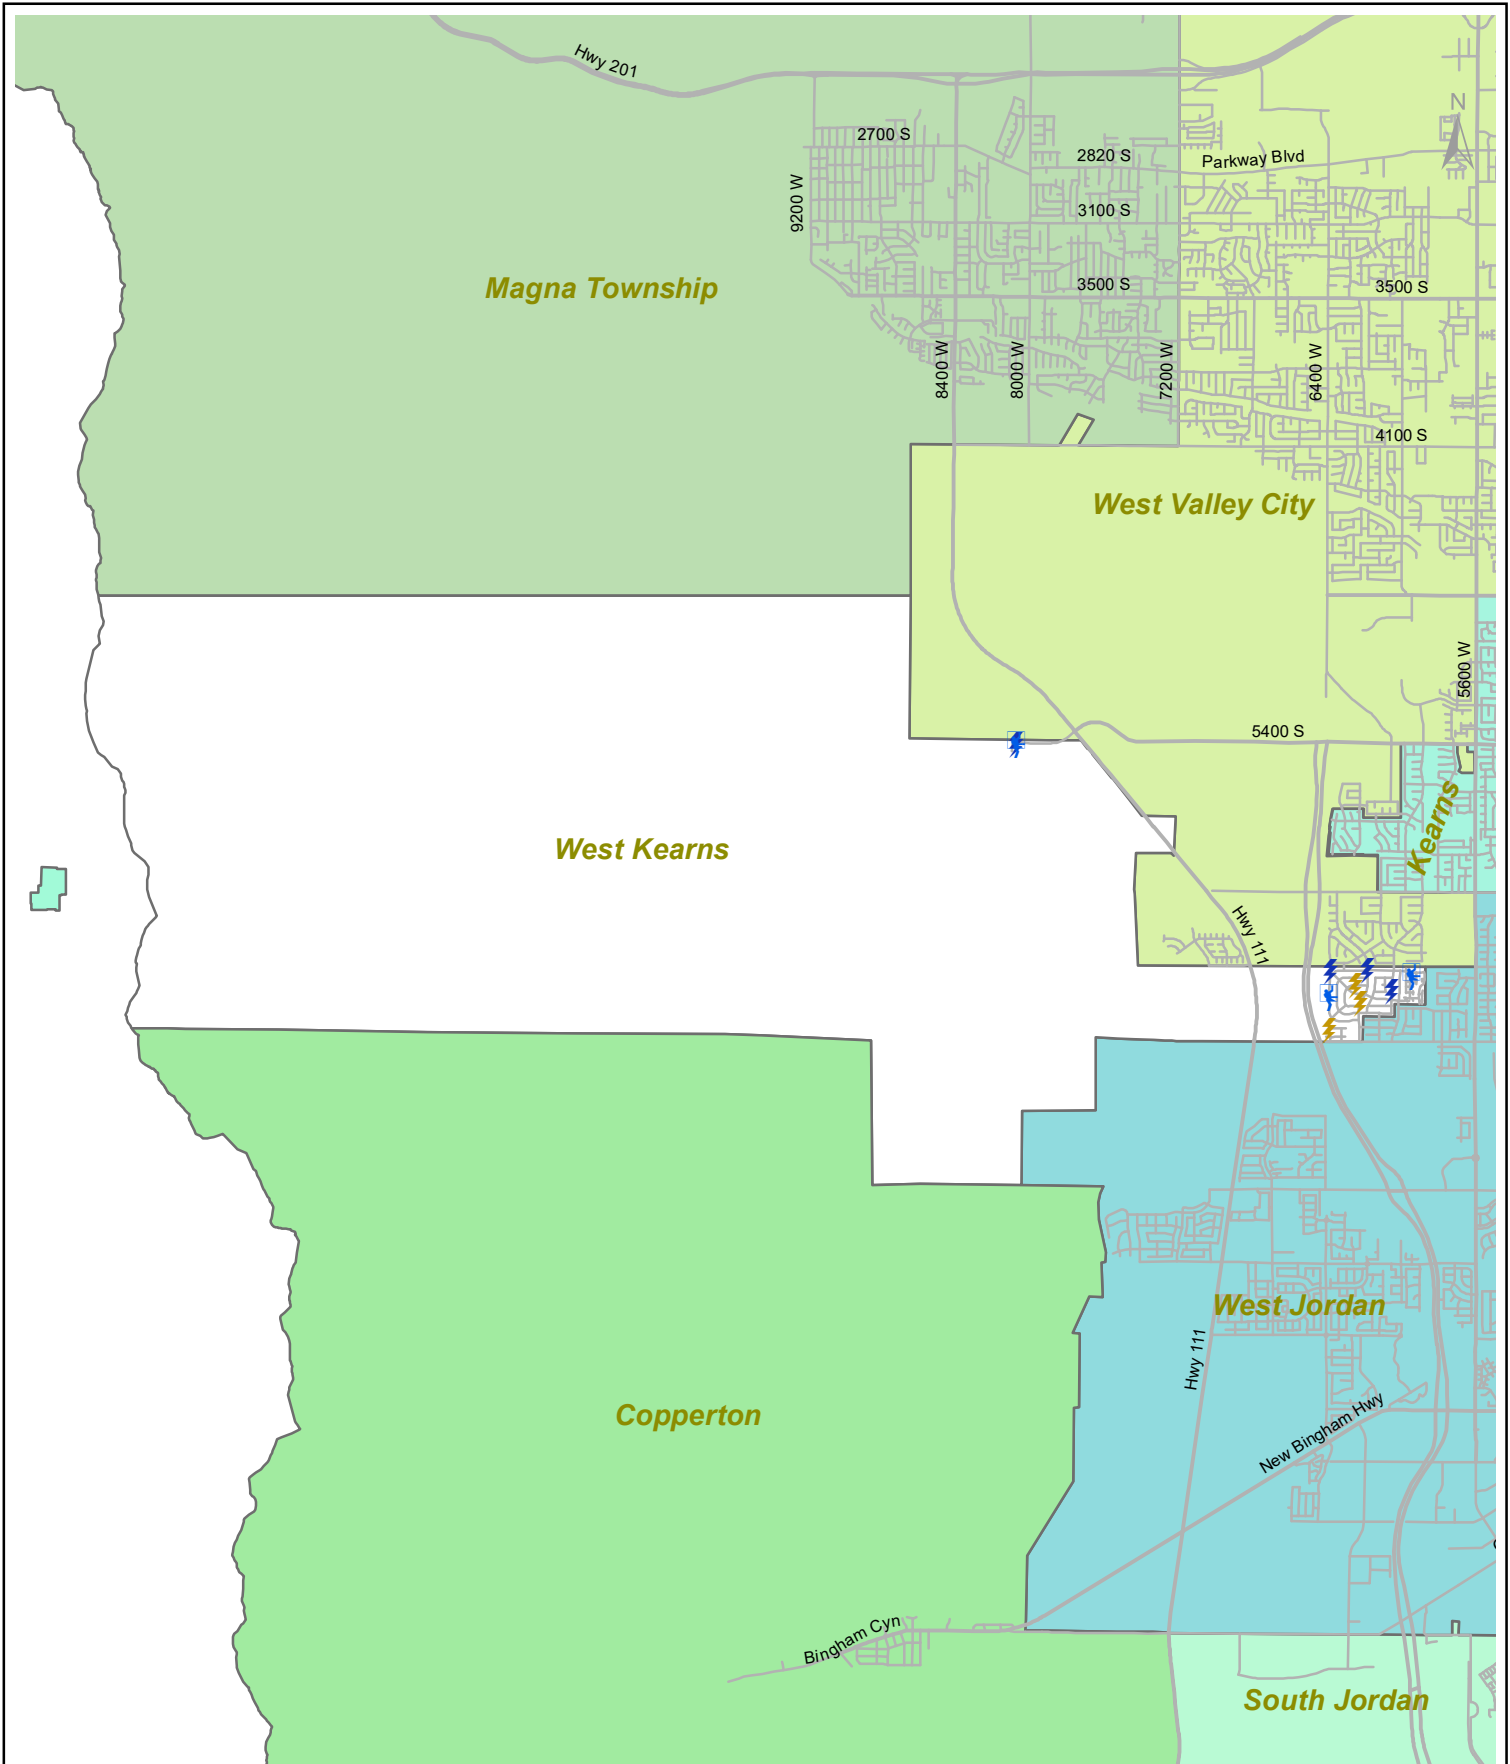 Hwy 201
N
2700 S
2820 S
Parkway Blvd
9200 W
3100 S
Magna Township
3500 S
3500 S
8400 W
8000 W
7200 W
6400 W
4100 S
West Valley City
5600 W
5400 S
Kearns
West Kearns
Hwy 111
West Jordan
Hwy 111
Copperton
New Bingham Hwy
Bingham Cyn
South Jordan